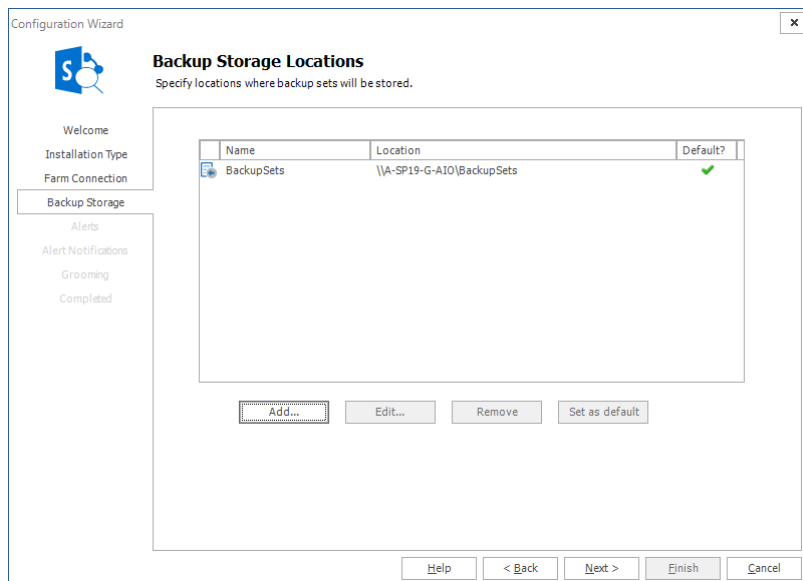 Configuration Wizard
Backup Storage Locations
Specify locations where backup sets will be stored.
Welcome
Installation Type
Farm Connection
Backup Storage
Alerts
Alert Notifications
Grooming
Completed
Name Location Default?
BackupSets \\A-SP19-G-AIO\BackupSets
Add... Edit... Remove Set as default
Help < Back Next > Finish Cancel